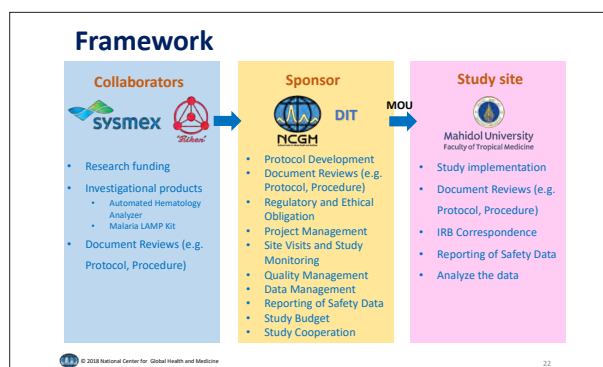 Framework
Collaborators
sysmex
"Eiken"
• Research funding
• Investigational products
• Automated Hematology
Analyzer
• Malaria LAMP Kit
• Document Reviews (e.g.
Protocol, Procedure)
Sponsor
NCGM
DIT
• Protocol Development
• Document Reviews (e.g.
Protocol, Procedure)
• Regulatory and Ethical
Obligation
• Project Management
• Site Visits and Study
Monitoring
• Quality Management
• Data Management
• Reporting of Safety Data
• Study Budget
• Study Cooperation
MOU
Study site
Mahidol University
Faculty of Tropical Medicine
• Study implementation
• Document Reviews (e.g.
Protocol, Procedure)
• IRB Correspondence
• Reporting of Safety Data
• Analyze the data
© 2018 National Center for Global Health and Medicine
22